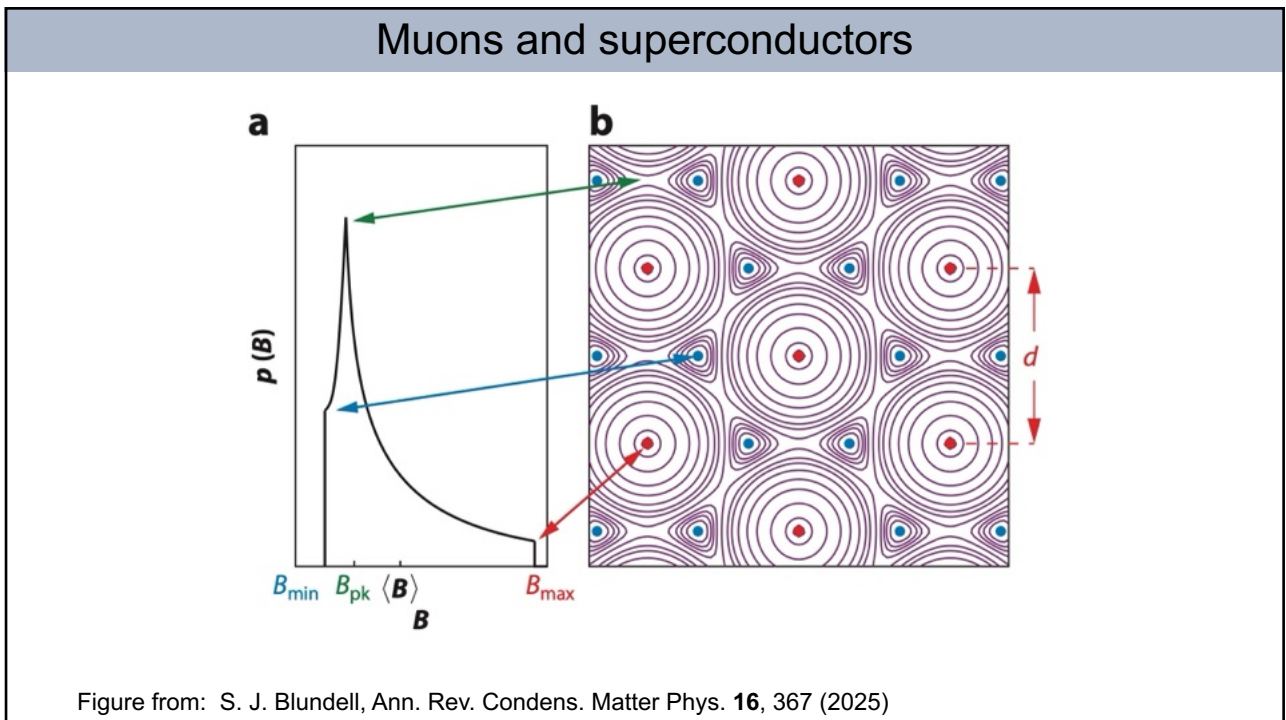 Muons and superconductors
a
b
p (B)
d
B_min B_pk ⟨B⟩ B_max
B
Figure from: S. J. Blundell, Ann. Rev. Condens. Matter Phys. 16, 367 (2025)